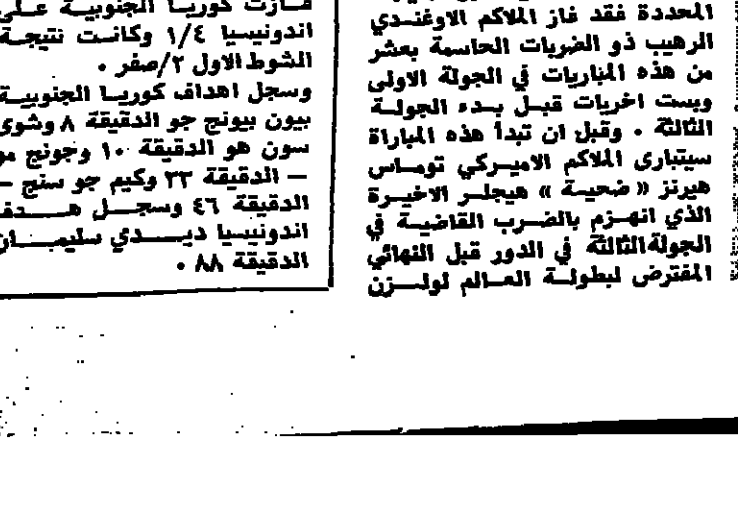 المحددة فقد فاز الملاكم الاوغندي
الرهيب ذو الضربات الحاسمة بعشر
من هذه المباريات في الجولة الاولى
وبست اخريات قبل بدء الجولة
الثالثة . وقبل ان تبدأ هذه المباراة
سيتبارى الملاكم الاميركي توماس
هيرنز « ضحية » هيجلر الاخيرة
الذي انهزم بالضرب القاضية في
الجولة الثالثة في الدور قبل النهائي
المفترض لبطولة العالم لوسزن
فازت كوريا الجنوبية على
اندونيسيا ١/٤ وكانت نتيجة
الشوط الاول ٢/صفر .
وسجل اهداف كوريا الجنوبية
بيون بيونج جو الدقيقة ٨ وشوى
سون هو الدقيقة ١٠ وجونج مو
— الدقيقة ٢٣ وكيم جو سنج —
الدقيقة ٤٦ وسجل هدف
اندونيسيا ديدي سليمان
الدقيقة ٨٨ .